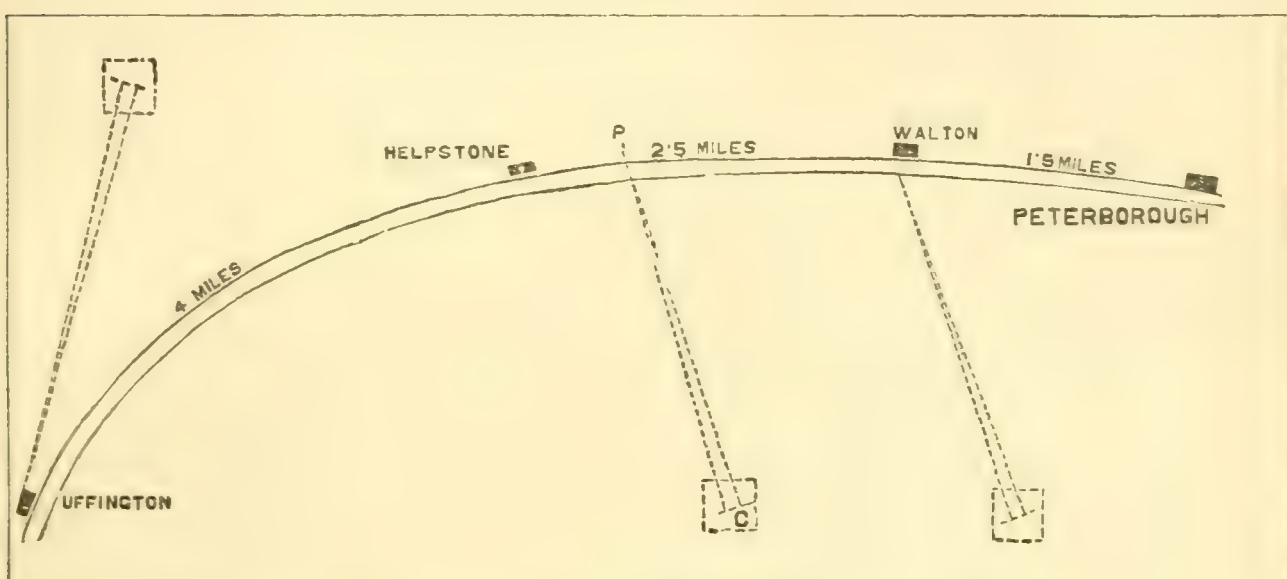 HELPSTONE
P
2·5 MILES
WALTON
1·5 MILES
PETERBOROUGH
4 MILES
UFFINGTON
C